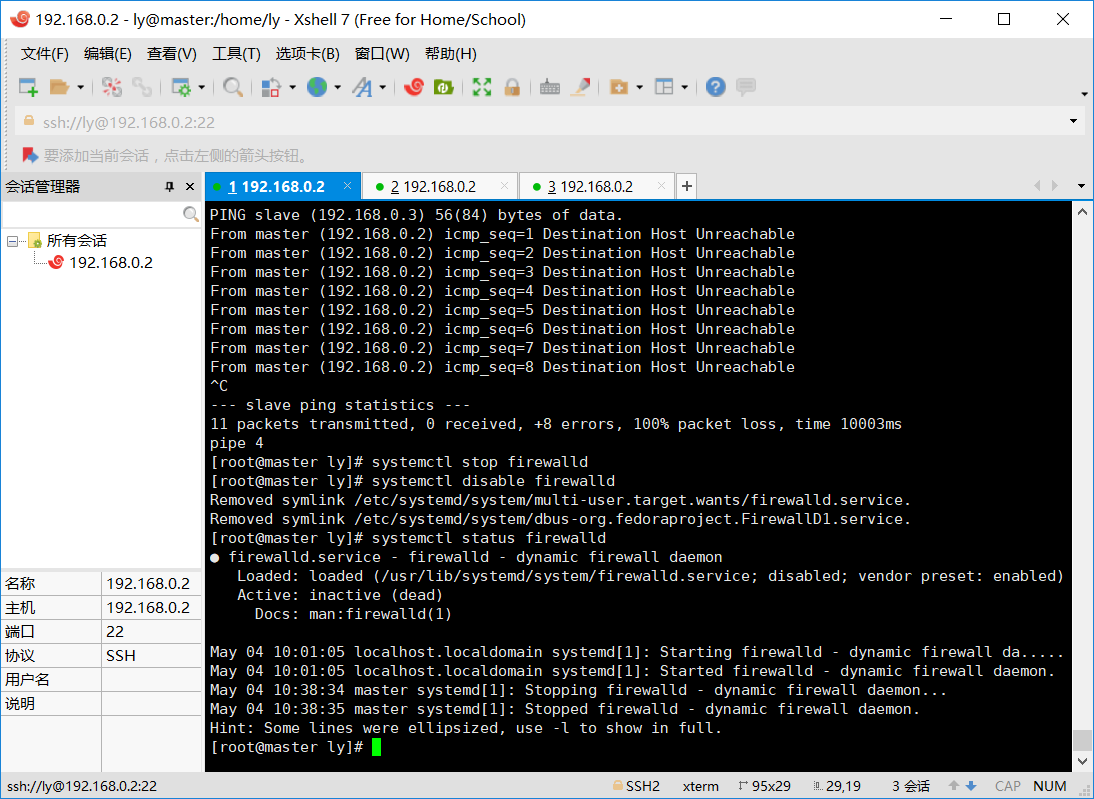 192.168.0.2 - ly@master:/home/ly - Xshell 7 (Free for Home/School)
文件(F) 编辑(E) 查看(V) 工具(T) 选项卡(B) 窗口(W) 帮助(H)
ssh://ly@192.168.0.2:22
要添加当前会话，点击左侧的箭头按钮。
会话管理器
1 192.168.0.2 2 192.168.0.2 3 192.168.0.2
所有会话
192.168.0.2
名称 192.168.0.2
主机 192.168.0.2
端口 22
协议 SSH
用户名
说明
PING slave (192.168.0.3) 56(84) bytes of data.
From master (192.168.0.2) icmp_seq=1 Destination Host Unreachable
From master (192.168.0.2) icmp_seq=2 Destination Host Unreachable
From master (192.168.0.2) icmp_seq=3 Destination Host Unreachable
From master (192.168.0.2) icmp_seq=4 Destination Host Unreachable
From master (192.168.0.2) icmp_seq=5 Destination Host Unreachable
From master (192.168.0.2) icmp_seq=6 Destination Host Unreachable
From master (192.168.0.2) icmp_seq=7 Destination Host Unreachable
From master (192.168.0.2) icmp_seq=8 Destination Host Unreachable
^C
--- slave ping statistics ---
11 packets transmitted, 0 received, +8 errors, 100% packet loss, time 10003ms
pipe 4
[root@master ly]# systemctl stop firewalld
[root@master ly]# systemctl disable firewalld
Removed symlink /etc/systemd/system/multi-user.target.wants/firewalld.service.
Removed symlink /etc/systemd/system/dbus-org.fedoraproject.FirewallD1.service.
[root@master ly]# systemctl status firewalld
● firewalld.service - firewalld - dynamic firewall daemon
   Loaded: loaded (/usr/lib/systemd/system/firewalld.service; disabled; vendor preset: enabled)
   Active: inactive (dead)
     Docs: man:firewalld(1)
May 04 10:01:05 localhost.localdomain systemd[1]: Starting firewalld - dynamic firewall da.....
May 04 10:01:05 localhost.localdomain systemd[1]: Started firewalld - dynamic firewall daemon.
May 04 10:38:34 master systemd[1]: Stopping firewalld - dynamic firewall daemon...
May 04 10:38:35 master systemd[1]: Stopped firewalld - dynamic firewall daemon.
Hint: Some lines were ellipsized, use -l to show in full.
[root@master ly]#
ssh://ly@192.168.0.2:22 SSH2 xterm 95x29 29,19 3 会话 CAP NUM